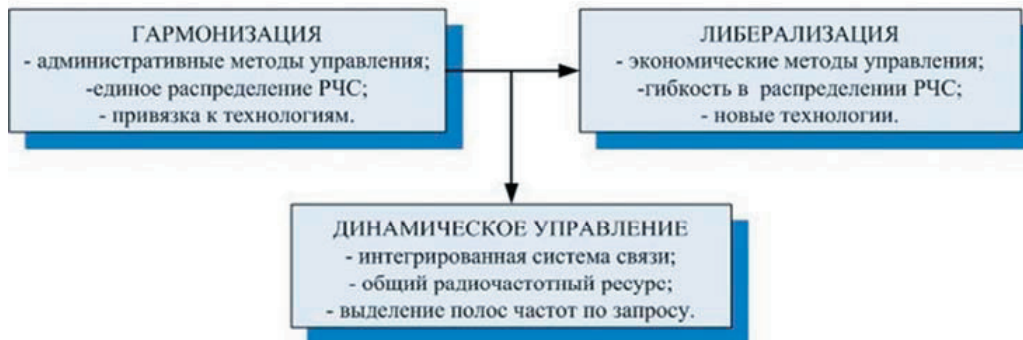 ГАРМОНИЗАЦИЯ
- административные методы управления;
-единое распределение РЧС;
- привязка к технологиям.
ЛИБЕРАЛИЗАЦИЯ
- экономические методы управления;
-гибкость в распределении РЧС;
- новые технологии.
ДИНАМИЧЕСКОЕ УПРАВЛЕНИЕ
- интегрированная система связи;
- общий радиочастотный ресурс;
- выделение полос частот по запросу.